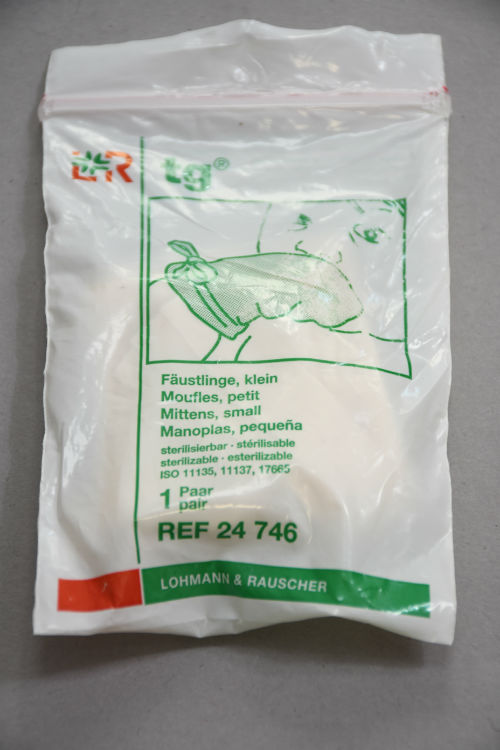 L+R tg®
Fäustlinge, klein
Moufles, petit
Mittens, small
Manoplas, pequeña
sterilisierbar · stérilisable
sterilizable · esterilizable
ISO 11135, 11137, 17665
1 Paar
pair
REF 24 746
LOHMANN & RAUSCHER